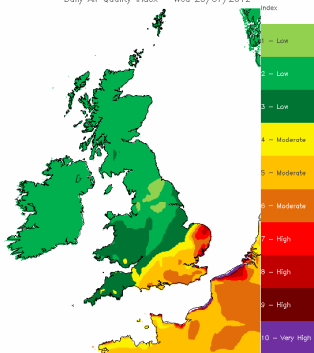 Daily Air Quality Index - Wed 25/07/2012
Index
1 - Low
2 - Low
3 - Low
4 - Moderate
5 - Moderate
6 - Moderate
7 - High
8 - High
9 - High
10 - Very High